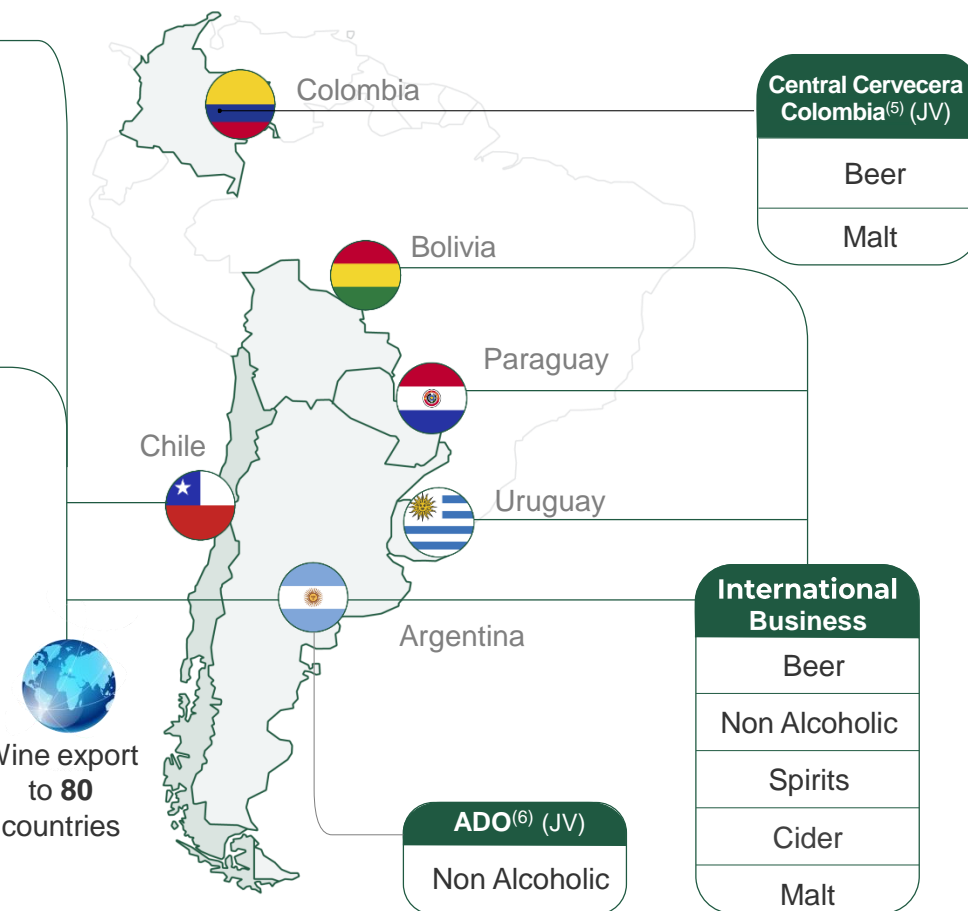 Colombia
Central Cervecera
Colombia(5) (JV)
Beer
Malt
Bolivia
Paraguay
Chile
Uruguay
Argentina
International
Business
Beer
Non Alcoholic
Spirits
Cider
Malt
Wine export
to 80
countries
ADO(6) (JV)
Non Alcoholic